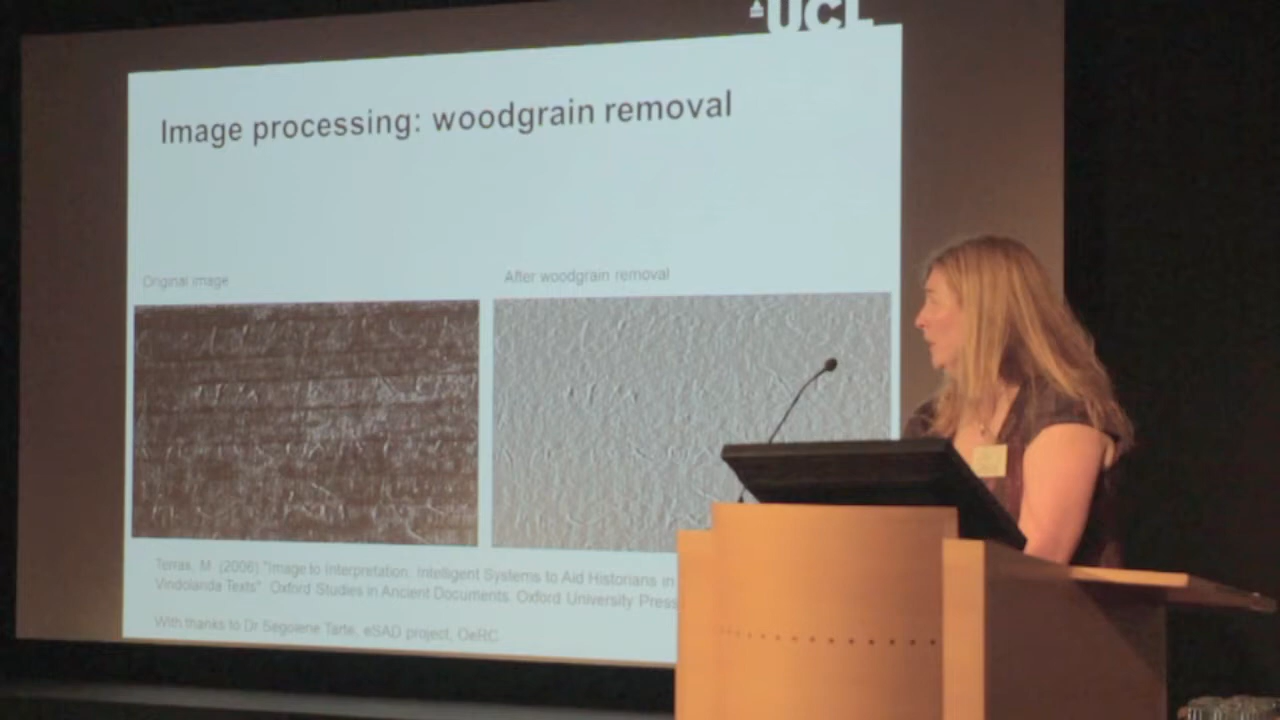 UCL
Image processing: woodgrain removal
Original image
After woodgrain removal
Terras, M. (2006) "Image to Interpretation: Intelligent Systems to Aid Historians in
Vindolanda Texts". Oxford Studies in Ancient Documents. Oxford University Press
With thanks to Dr Segolene Tarte, eSAD project, OeRC